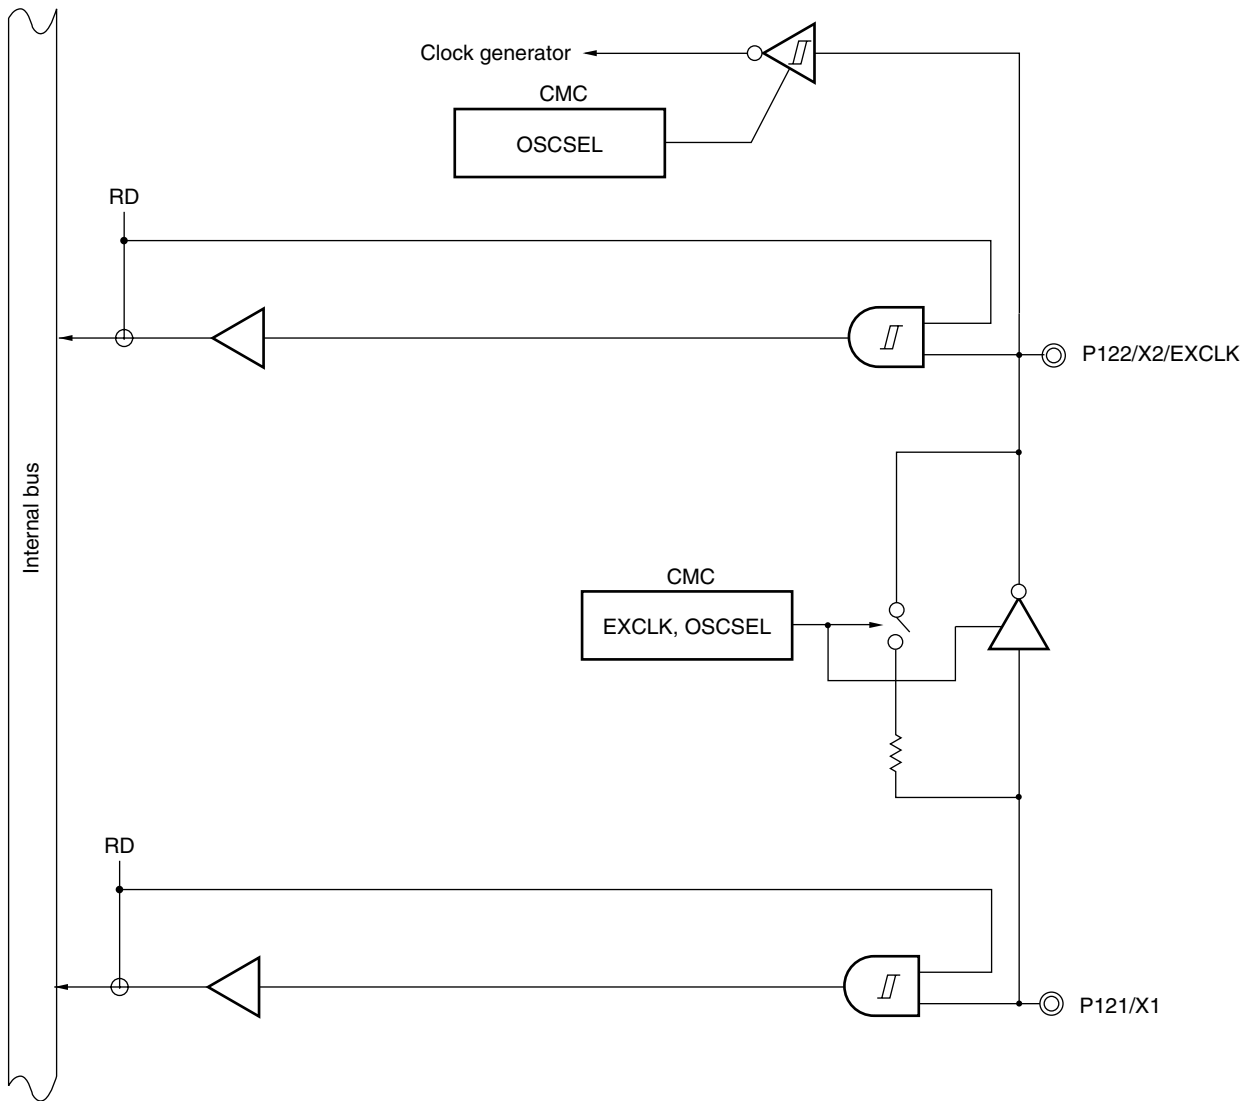 Clock generator
CMC
OSCSEL
RD
P122/X2/EXCLK
Internal bus
CMC
EXCLK, OSCSEL
RD
P121/X1